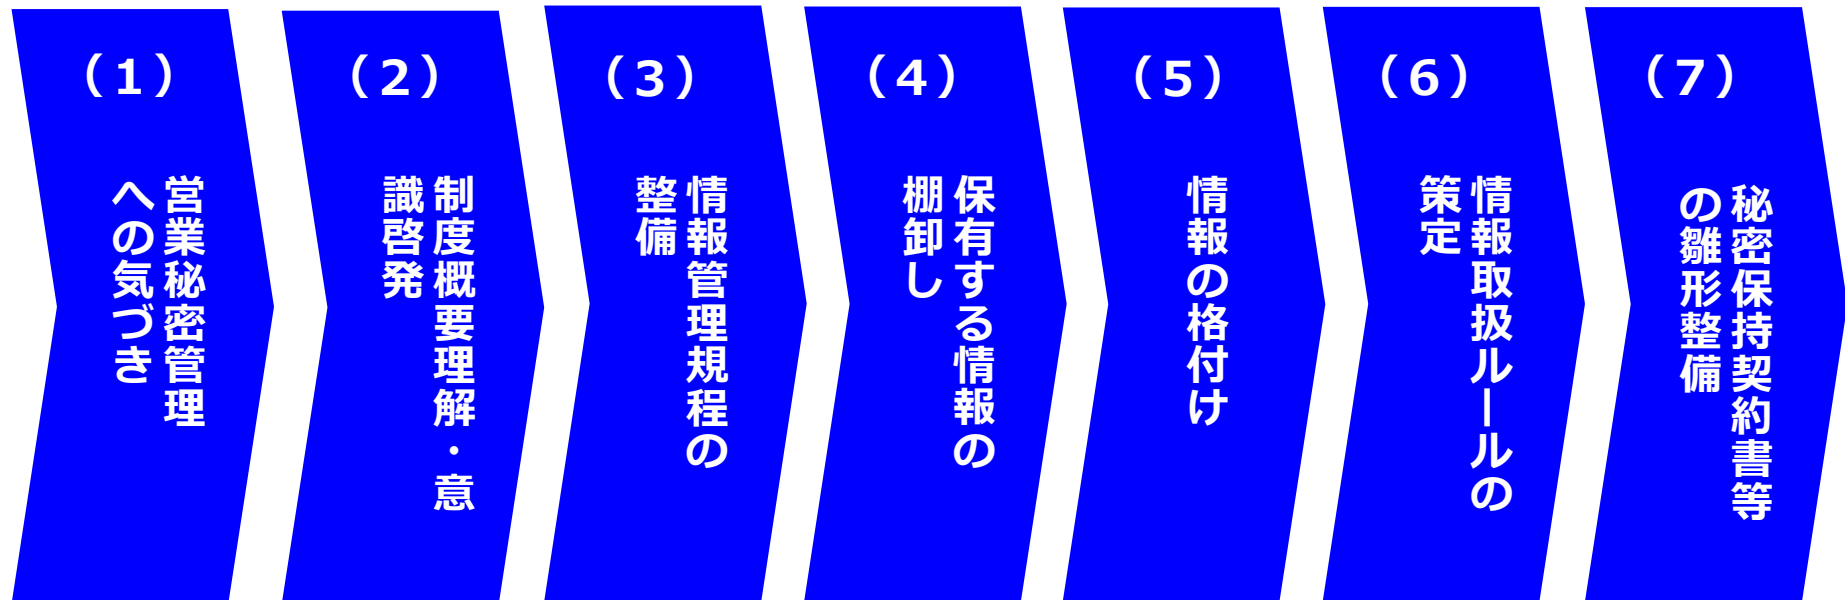 （1）
営業秘密管理
への気づき
（2）
制度概要理解・意
識啓発
（3）
情報管理規程の
整備
（4）
保有する情報の
棚卸し
（5）
情報の格付け
（6）
情報取扱ルールの
策定
（7）
秘密保持契約書等
の雛形整備